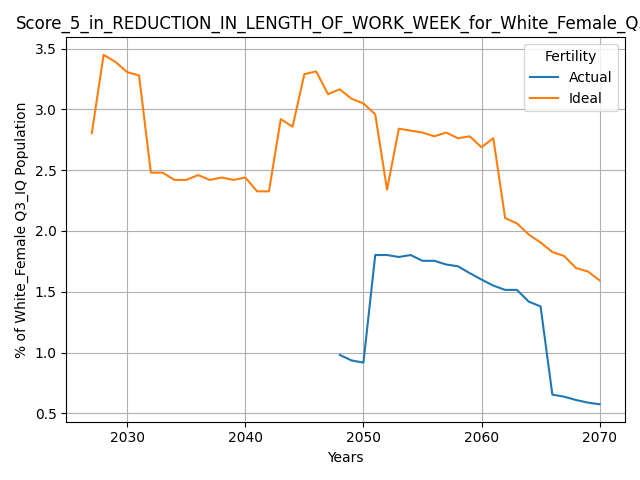 Score_5_in_REDUCTION_IN_LENGTH_OF_WORK_WEEK_for_White_Female_Q
Fertility
Actual
Ideal
% of White_Female Q3_IQ Population
3.5
3.0
2.5
2.0
1.5
1.0
0.5
2030
2040
2050
2060
2070
Years